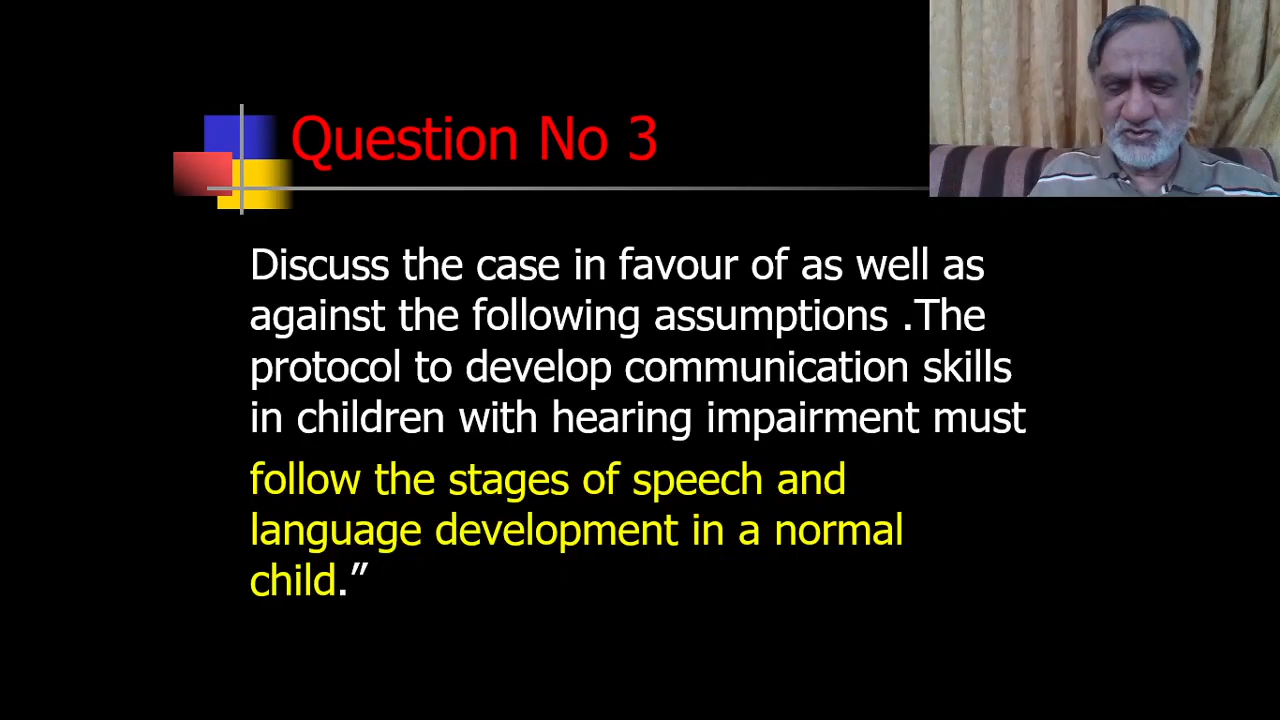 Question No 3
Discuss the case in favour of as well as
against the following assumptions .The
protocol to develop communication skills
in children with hearing impairment must
follow the stages of speech and
language development in a normal
child.”